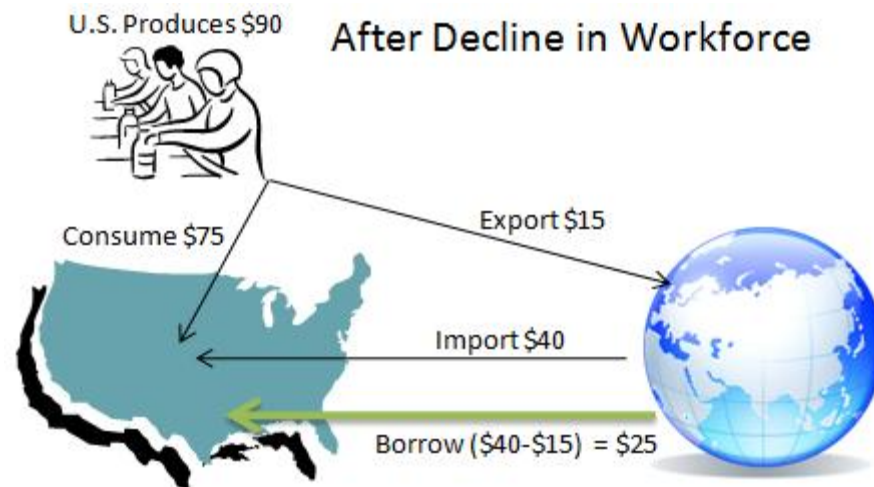 U.S. Produces $90
After Decline in Workforce
Export $15
Consume $75
Import $40
Borrow ($40-$15) = $25